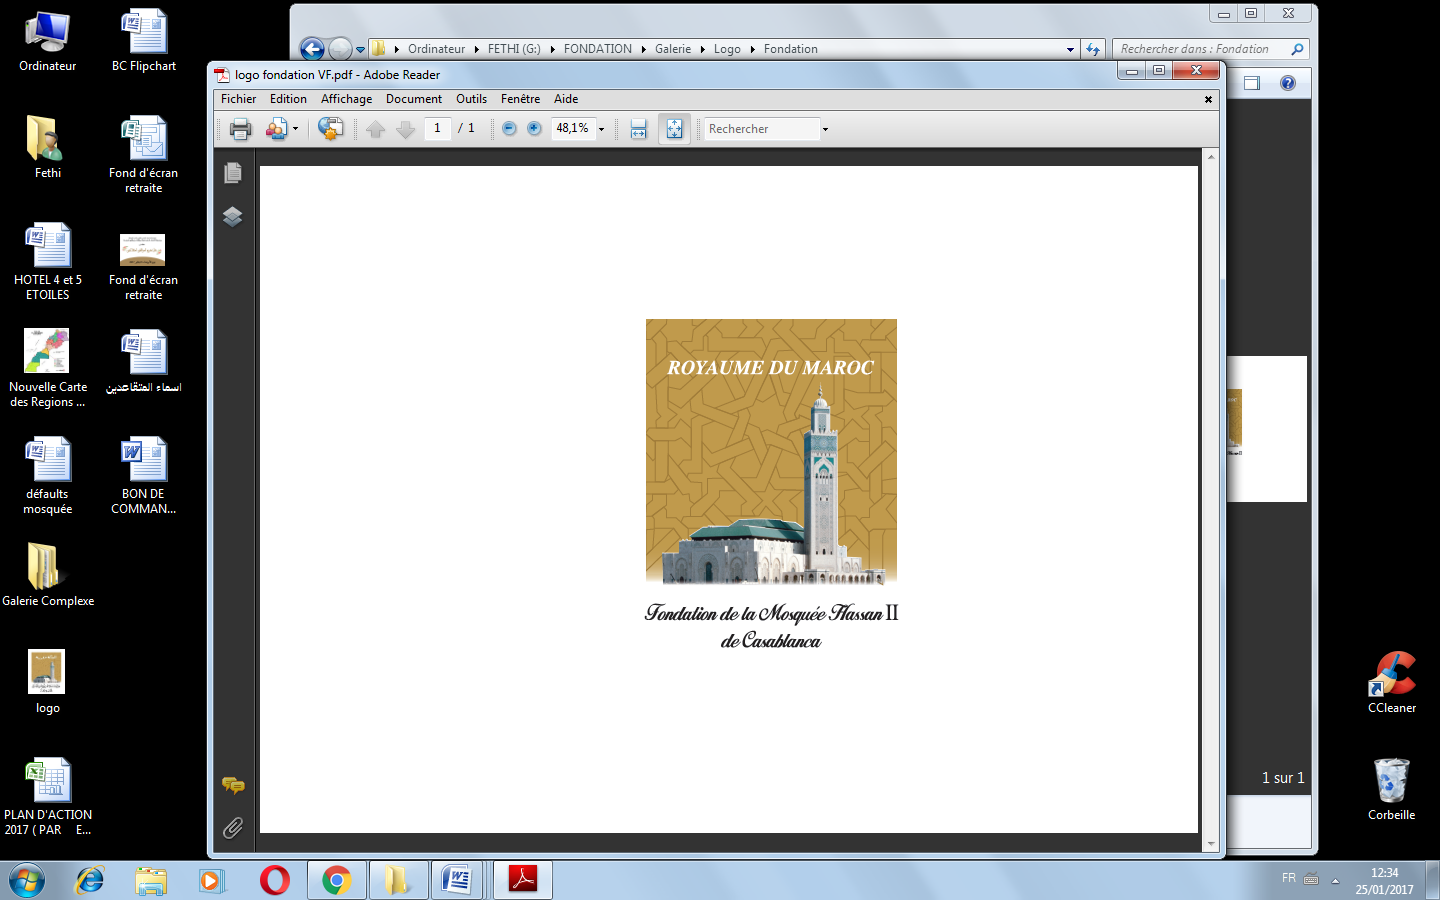 Ordinateur
BC Flipchart
Fethi
Fond d'écran
retraite
HOTEL 4 et 5
ETOILES
Fond d'écran
retraite
Nouvelle Carte
des Regions ...
اسماء المتقاعدين
défaults
mosquée
BON DE
COMMAN...
Galerie Complexe
logo
PLAN D'ACTION
2017 ( PAR E...
Ordinateur
FETHI (G:)
FONDATION
Galerie
Logo
Fondation
Rechercher dans : Fondation
logo fondation VF.pdf - Adobe Reader
Fichier Edition Affichage Document Outils Fenêtre Aide
1 / 1
48,1%
Rechercher
ROYAUME DU MAROC
Fondation de la Mosquée Hassan II
de Casablanca
1 sur 1
CCleaner
Corbeille
FR
12:34
25/01/2017